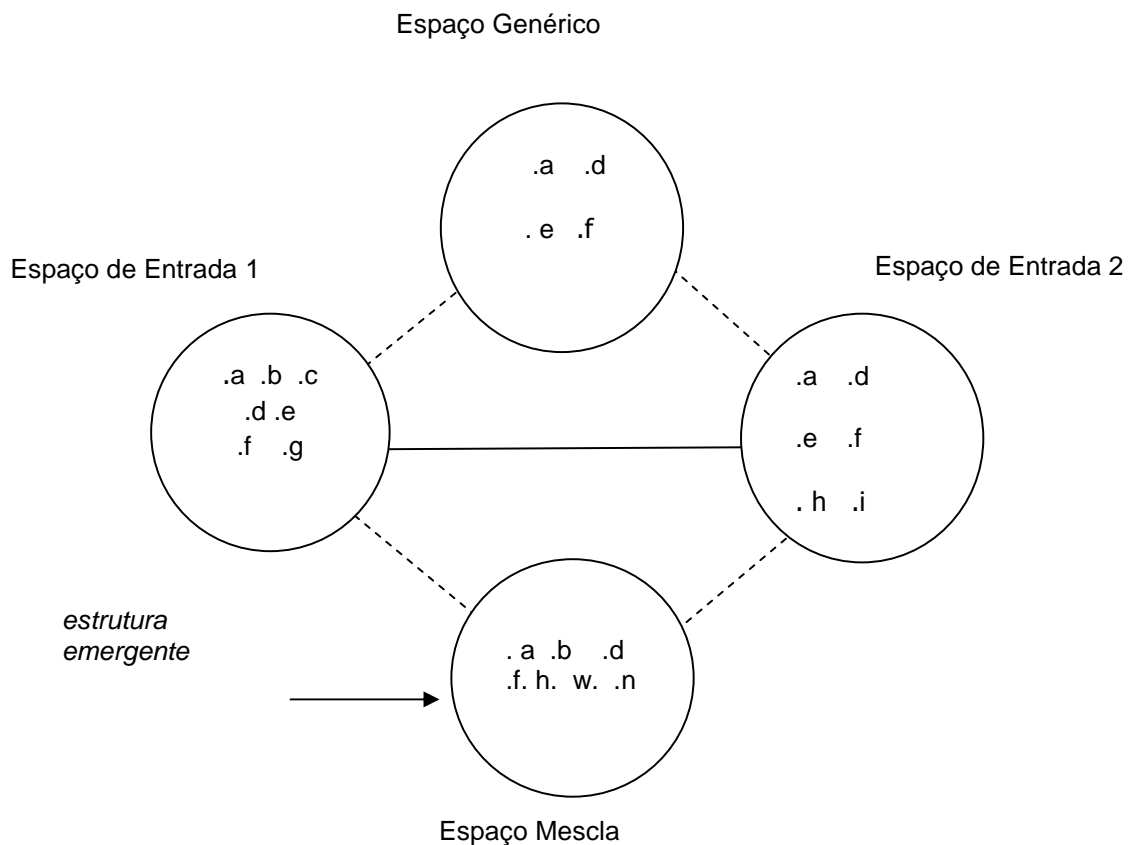 Espaço Genérico
.a .d
. e .f
Espaço de Entrada 1
Espaço de Entrada 2
.a .b .c
.d .e
.f .g
.a .d
.e .f
. h .i
estrutura
emergente
. a .b .d
.f. h. w. .n
Espaço Mescla